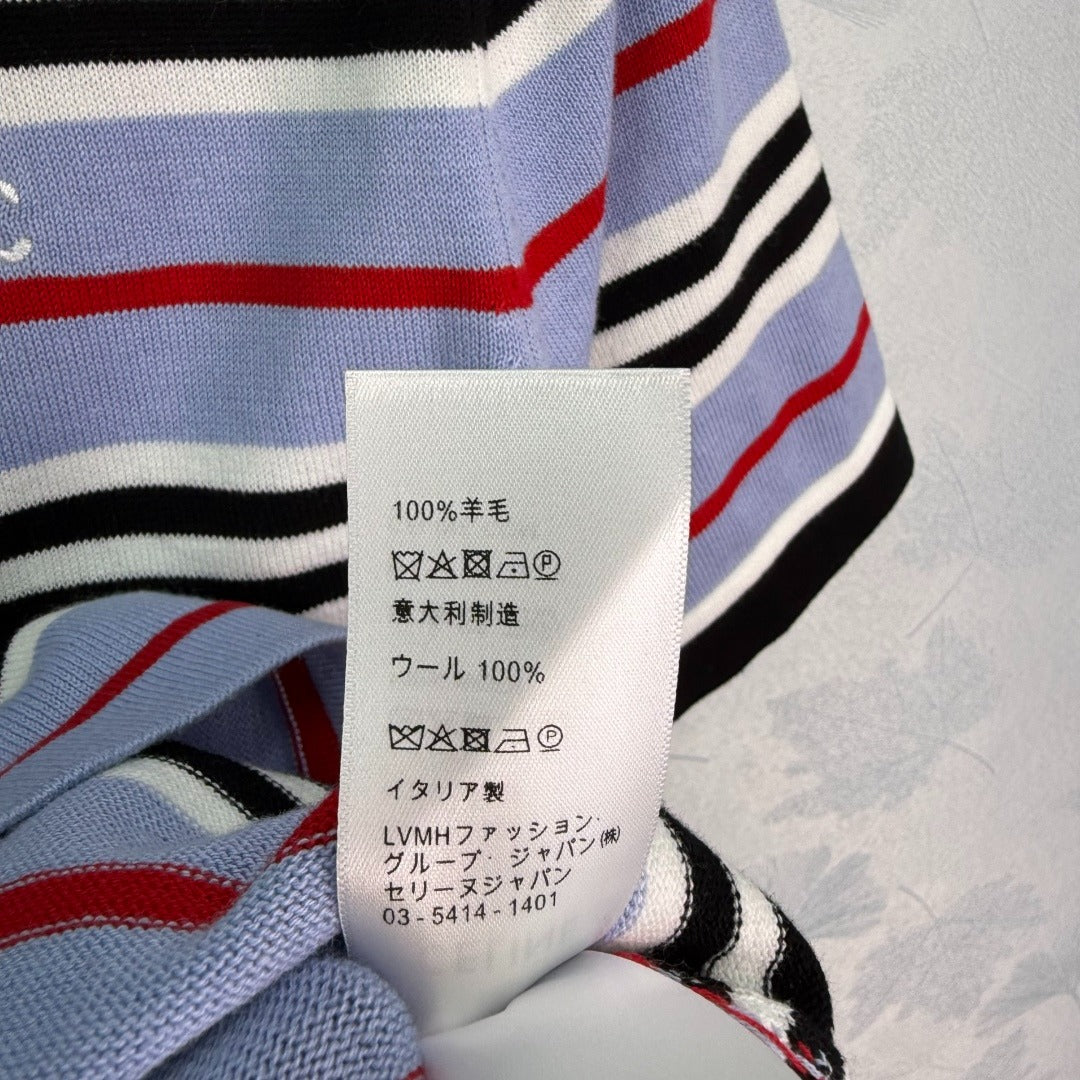 100%羊毛
P
意大利制造
ウール 100%
P
イタリア製
LVMHファッション・
グループ・ジャパン(株)
セリーヌジャパン
03-5414-1401